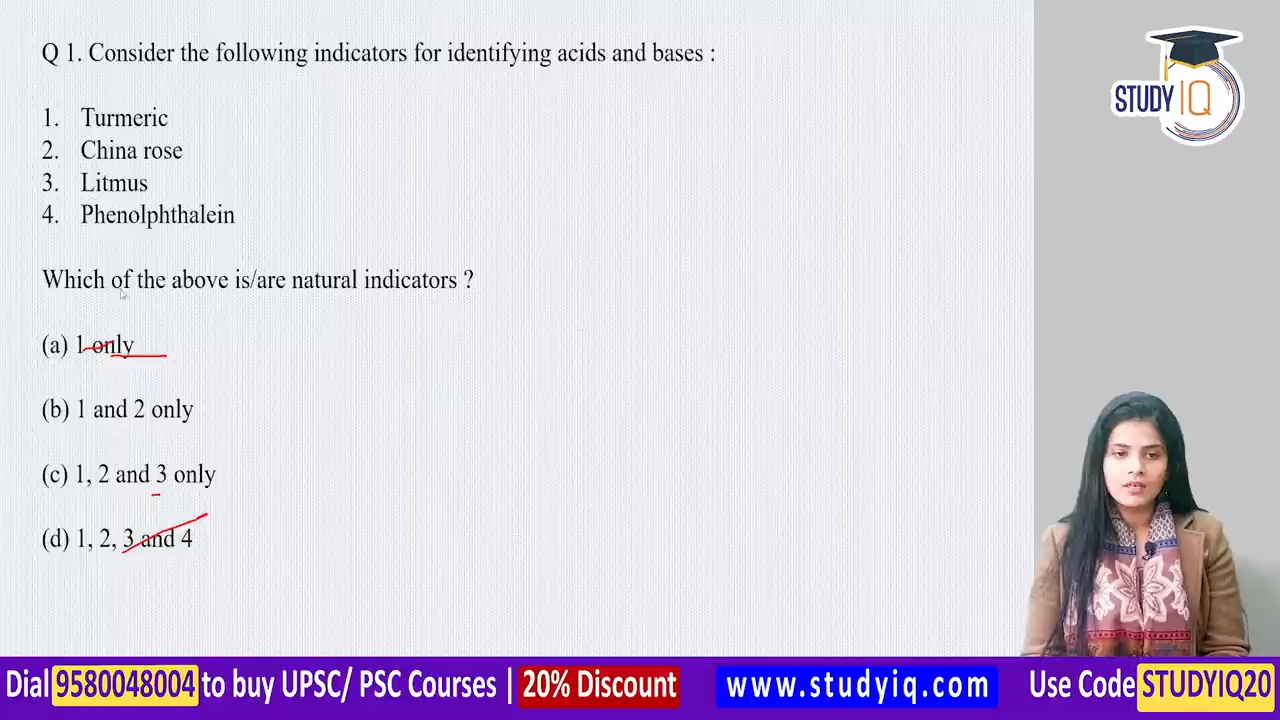 Q 1. Consider the following indicators for identifying acids and bases :
STUDY IQ
1. Turmeric
2. China rose
3. Litmus
4. Phenolphthalein
Which of the above is/are natural indicators ?
(a) 1 only
(b) 1 and 2 only
(c) 1, 2 and 3 only
(d) 1, 2, 3 and 4
Dial 9580048004 to buy UPSC/ PSC Courses | 20% Discount www.studyiq.com Use Code STUDYIQ20